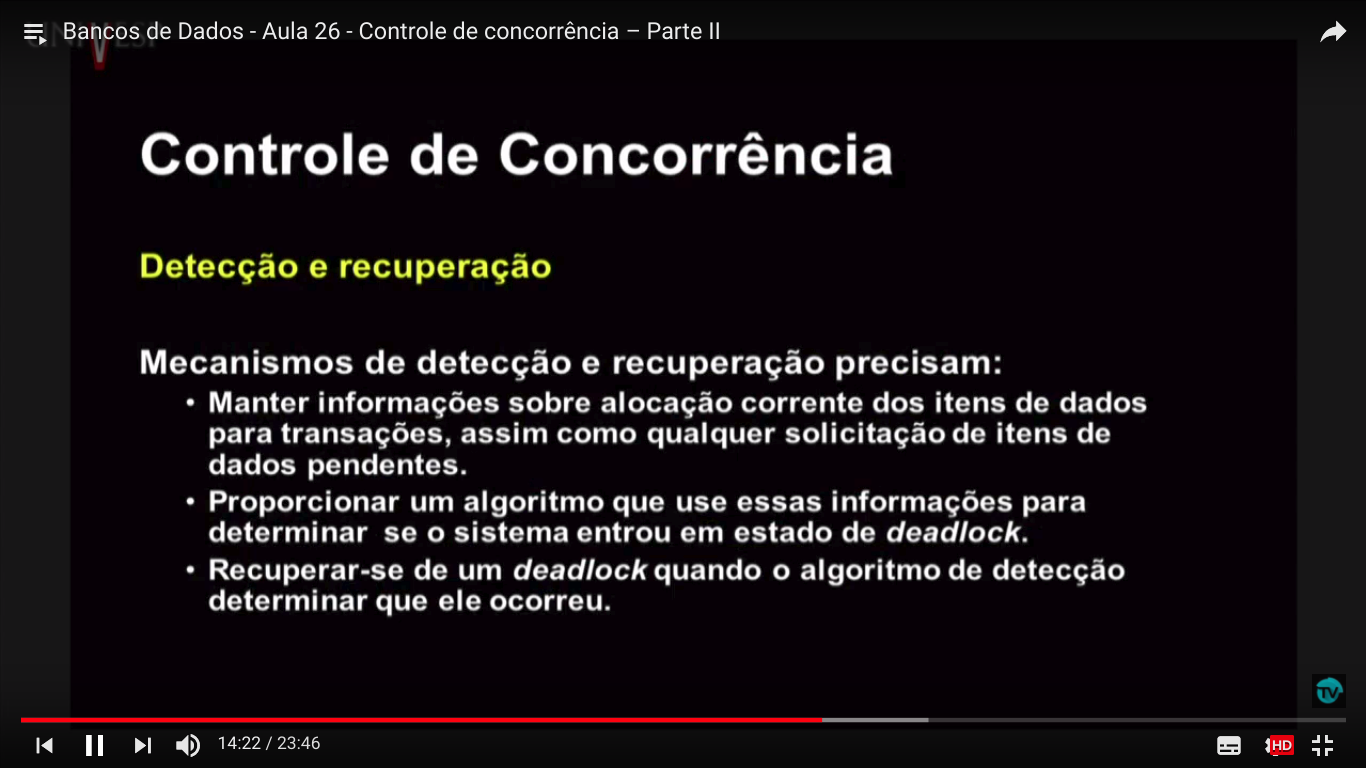 Bancos de Dados - Aula 26 - Controle de concorrência – Parte II
UNIVESP
Controle de Concorrência
Detecção e recuperação
Mecanismos de detecção e recuperação precisam:
• Manter informações sobre alocação corrente dos itens de dados
para transações, assim como qualquer solicitação de itens de
dados pendentes.
• Proporcionar um algoritmo que use essas informações para
determinar se o sistema entrou em estado de deadlock.
• Recuperar-se de um deadlock quando o algoritmo de detecção
determinar que ele ocorreu.
TV
14:22 / 23:46
HD